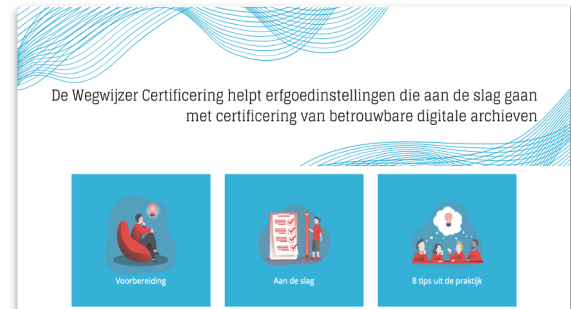 De Wegwijzer Certificering helpt erfgoedinstellingen die aan de slag gaan
met certificering van betrouwbare digitale archieven
Voorbereiding
Aan de slag
8 tips uit de praktijk